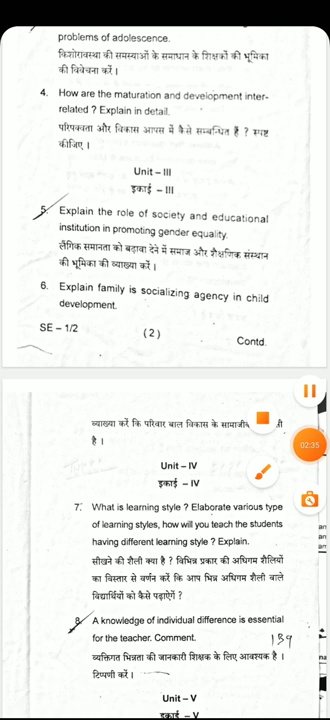 problems of adolescence.
किशोरावस्था की समस्याओं के समाधान के शिक्षकों की भूमिका
की विवेचना करें।
4. How are the maturation and development inter-
related ? Explain in detail.
परिपक्वता और विकास आपस में कैसे सम्बन्धित हैं ? स्पष्ट
कीजिए।
Unit – III
इकाई – III
5. Explain the role of society and educational
institution in promoting gender equality.
लैंगिक समानता को बढ़ावा देने में समाज और शैक्षणिक संस्थान
की भूमिका की व्याख्या करें।
6. Explain family is socializing agency in child
development.
SE – 1/2
(2)
Contd.
व्याख्या करें कि परिवार बाल विकास के
है।
02:35
Unit – IV
इकाई – IV
7. What is learning style ? Elaborate various type
of learning styles, how will you teach the students
having different learning style ? Explain.
सीखने की शैली क्या है ? विभिन्न प्रकार की अधिगम शैलियों
का विस्तार से वर्णन करें कि आप भिन्न अधिगम शैली वाले
विद्यार्थियों को कैसे पढ़ाऐगें ?
8. A knowledge of individual difference is essential
for the teacher. Comment.
139
व्यक्तिगत भिन्नता की जानकारी शिक्षक के लिए आवश्यक है।
टिप्पणी करें।
Unit – V
इकाई – V